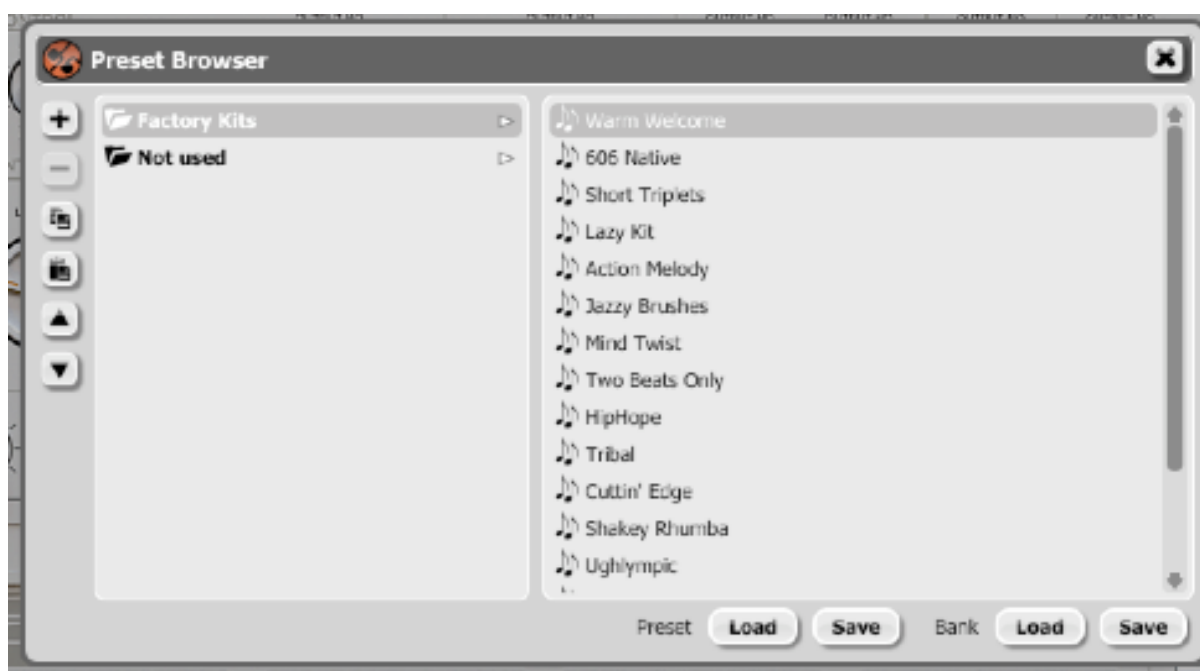 Preset Browser
Factory Kits
Not used
Warm Welcome
606 Native
Short Triplets
Lazy Kit
Action Melody
Jazzy Brushes
Mind Twist
Two Beats Only
HipHope
Tribal
Cuttin' Edge
Shakey Rhumba
Ughlympic
Preset Load Save Bank Load Save